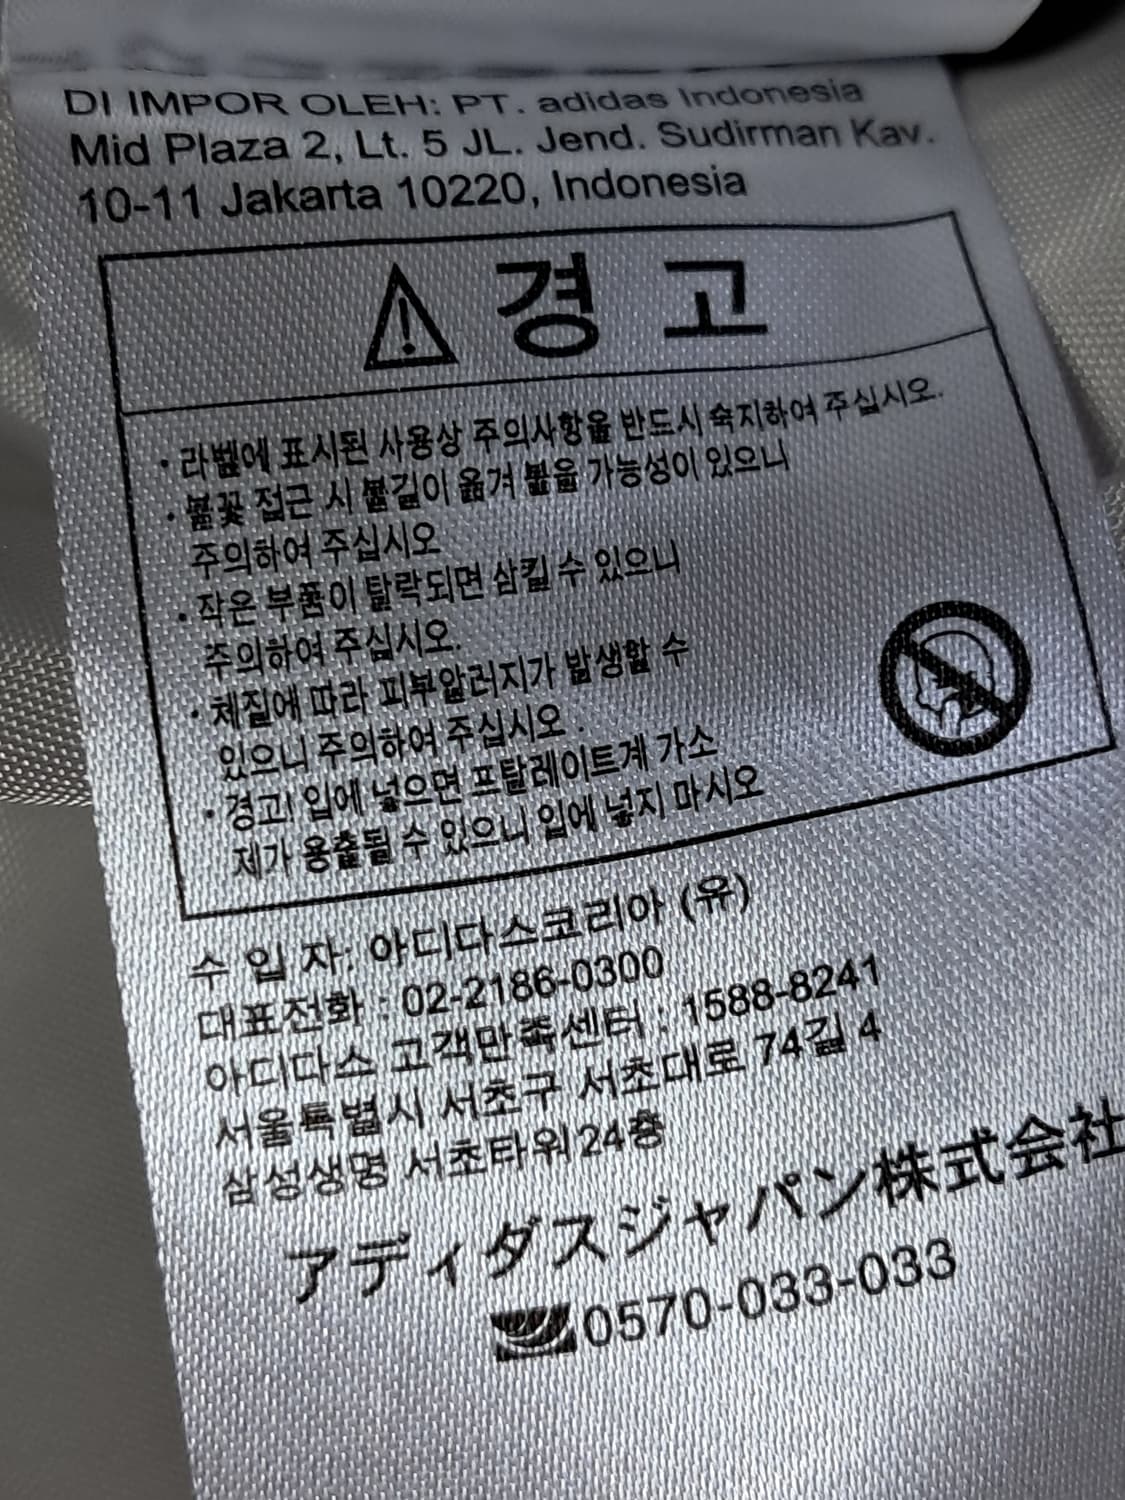 DI IMPOR OLEH: PT. adidas Indonesia
Mid Plaza 2, Lt. 5 JL. Jend. Sudirman Kav.
10-11 Jakarta 10220, Indonesia
경 고
· 라벨에 표시된 사용상 주의사항을 반드시 숙지하여 주십시오.
· 불꽃 접근 시 불길이 옮겨 붙을 가능성이 있으니
주의하여 주십시오
· 작은 부품이 탈락되면 삼킬 수 있으니
주의하여 주십시오.
· 체질에 따라 피부알러지가 발생할 수
있으니 주의하여 주십시오.
· 경고! 입에 넣으면 프탈레이트계 가소
제가 용출될 수 있으니 입에 넣지 마시오
수 입 자: 아디다스코리아 (유)
대표전화 : 02-2186-0300
아디다스 고객만족센터 : 1588-8241
서울특별시 서초구 서초대로 74길 4
삼성생명 서초타워 24층
アディダスジャパン株式会社
0570-033-033